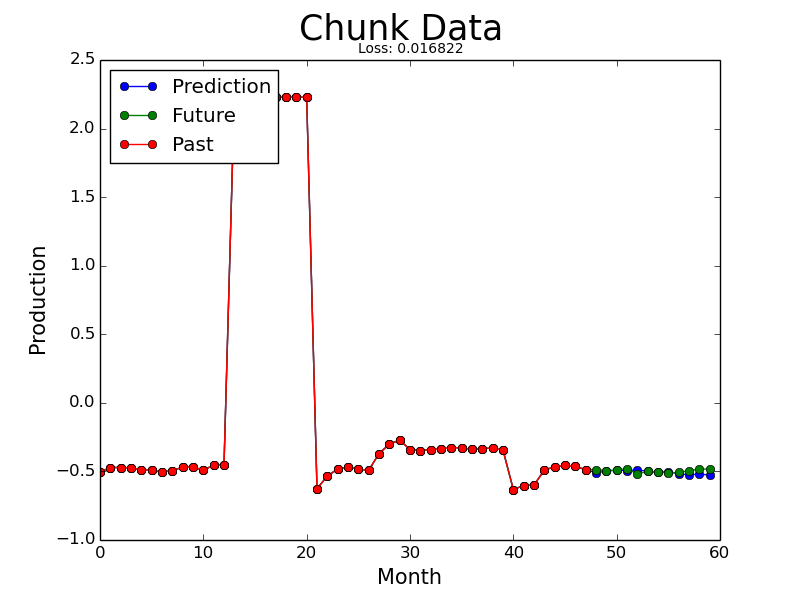 Chunk Data
Loss: 0.016822
Prediction
Future
Past
Production
2.5
2.0
1.5
1.0
0.5
0.0
−0.5
−1.0
0 10 20 30 40 50 60
Month